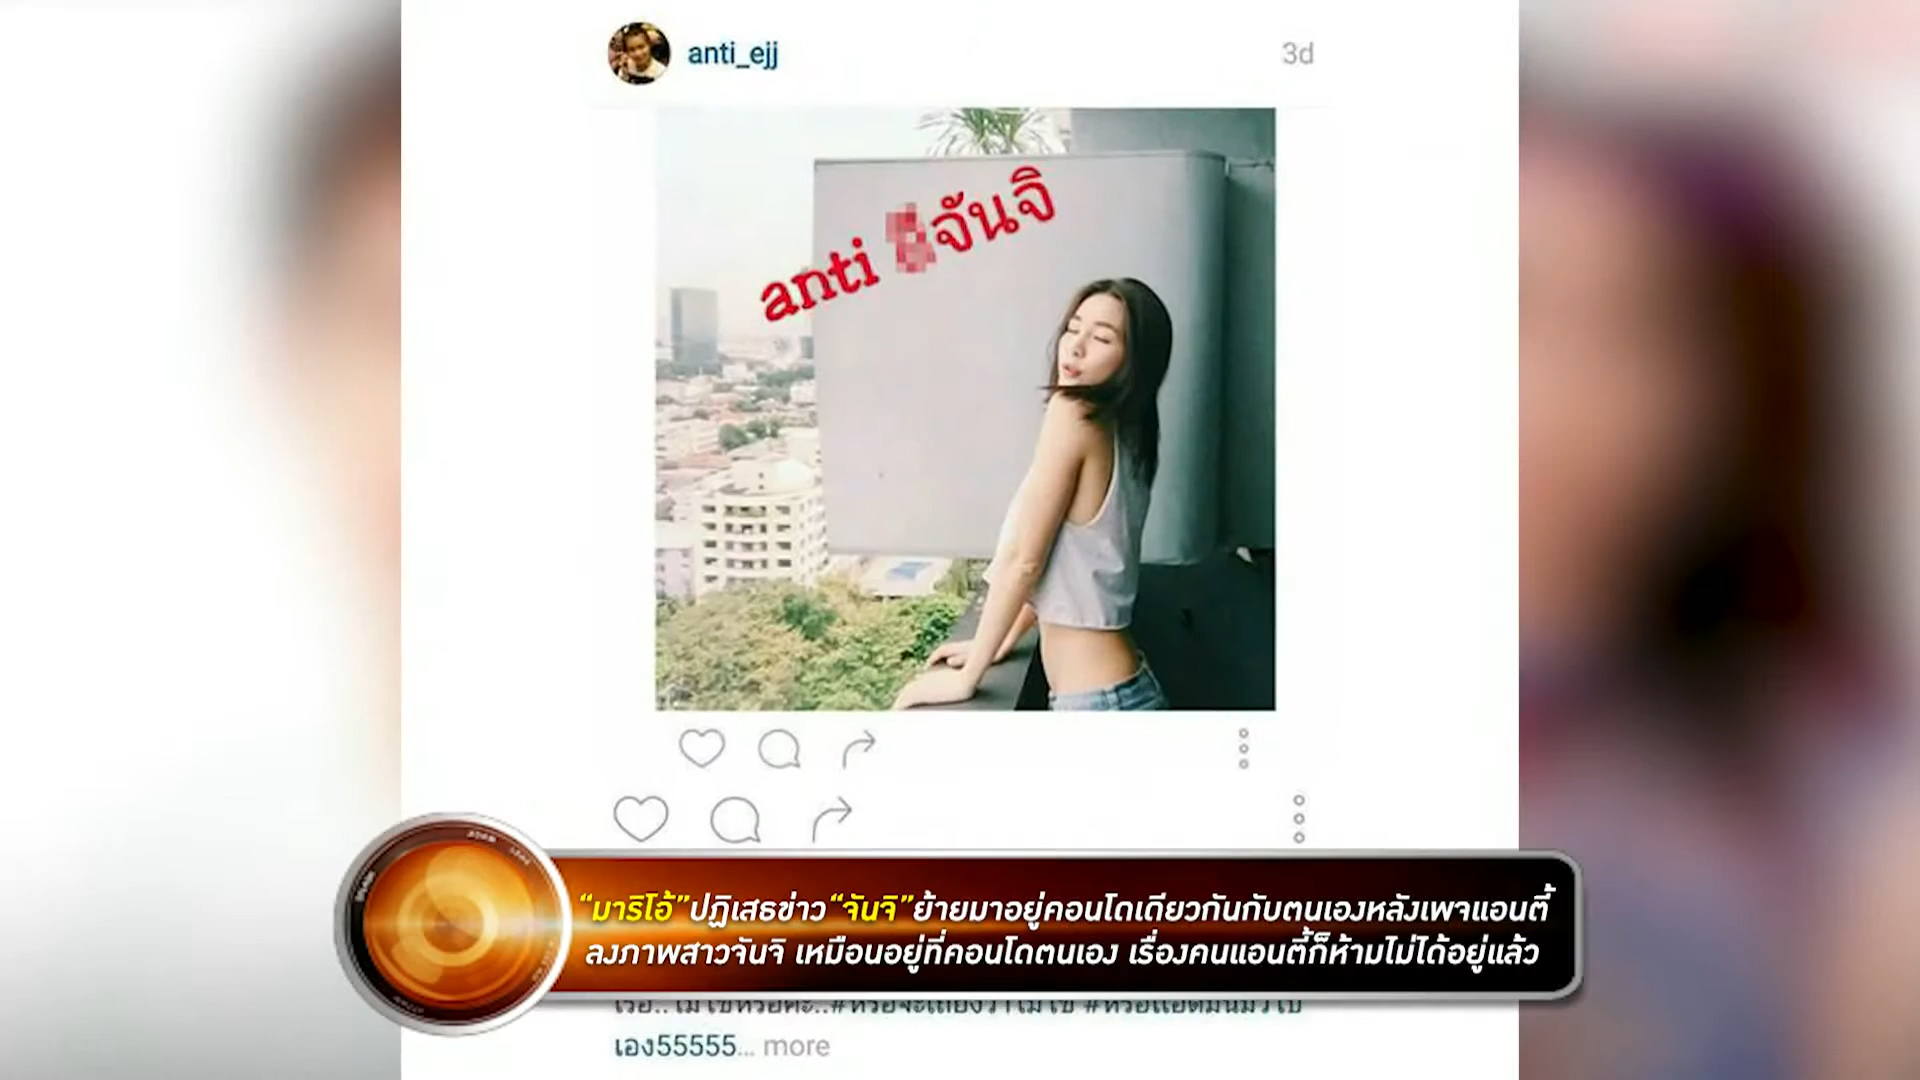 anti_ejj
3d
anti จันจิ
“มาริโอ้”ปฏิเสธข่าว“จันจิ”ย้ายมาอยู่คอนโดเดียวกันกับตนเองหลังเพจแอนตี้
ลงภาพสาวจันจิ เหมือนอยู่ที่คอนโดตนเอง เรื่องคนแอนตี้ก็ห้ามไม่ได้อยู่แล้ว
เอง55555... more